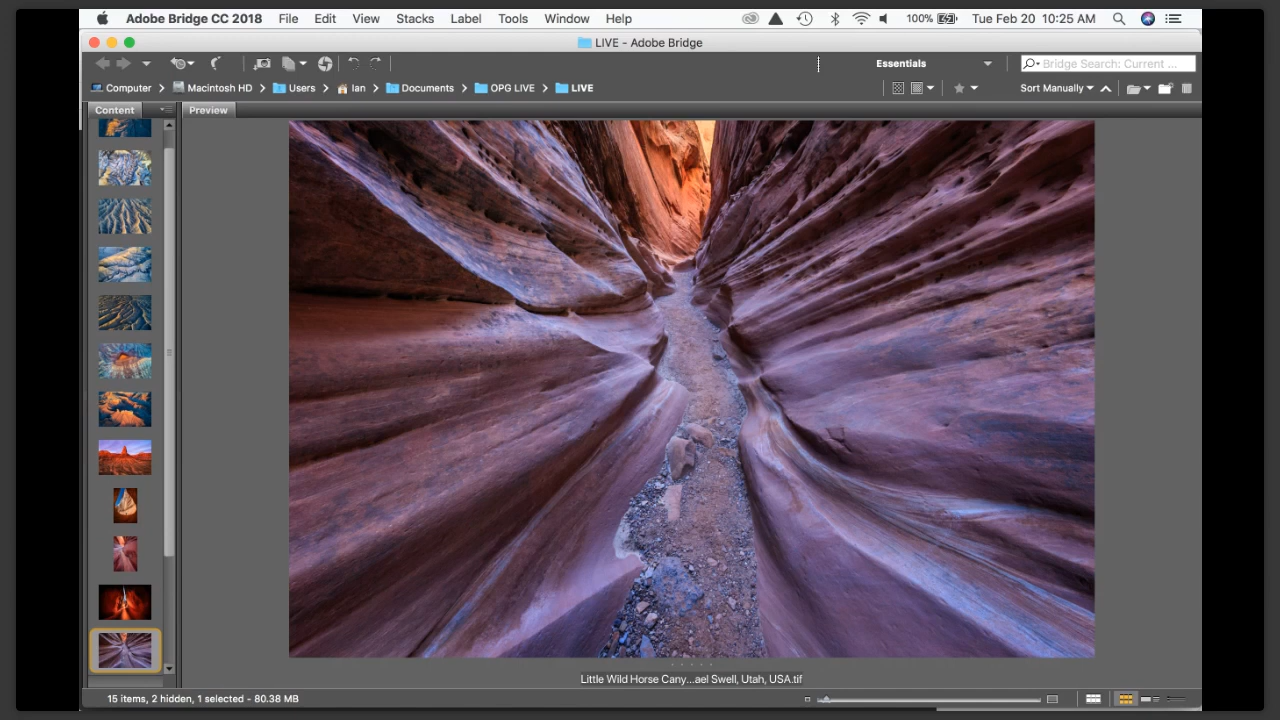 Adobe Bridge CC 2018 File Edit View Stacks Label Tools Window Help 100% Tue Feb 20 10:25 AM
LIVE - Adobe Bridge
Essentials Bridge Search: Current ...
Computer Macintosh HD Users Ian Documents OPG LIVE LIVE Sort Manually
Content Preview
Little Wild Horse Cany...ael Swell, Utah, USA.tif
15 items, 2 hidden, 1 selected - 80.38 MB